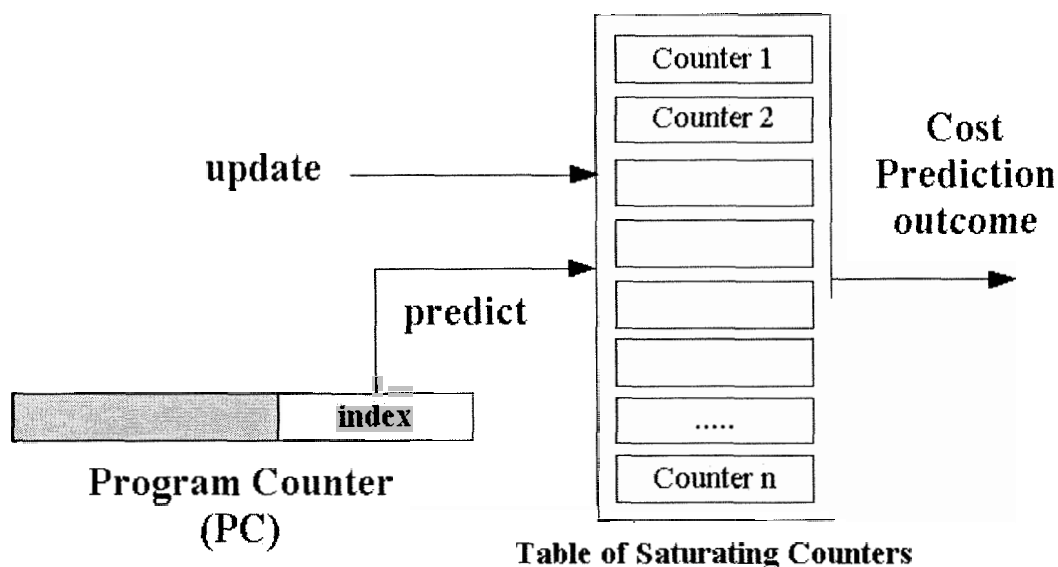 Counter 1
Counter 2
update
Cost
Prediction
outcome
predict
index
.....
Counter n
Program Counter
(PC)
Table of Saturating Counters